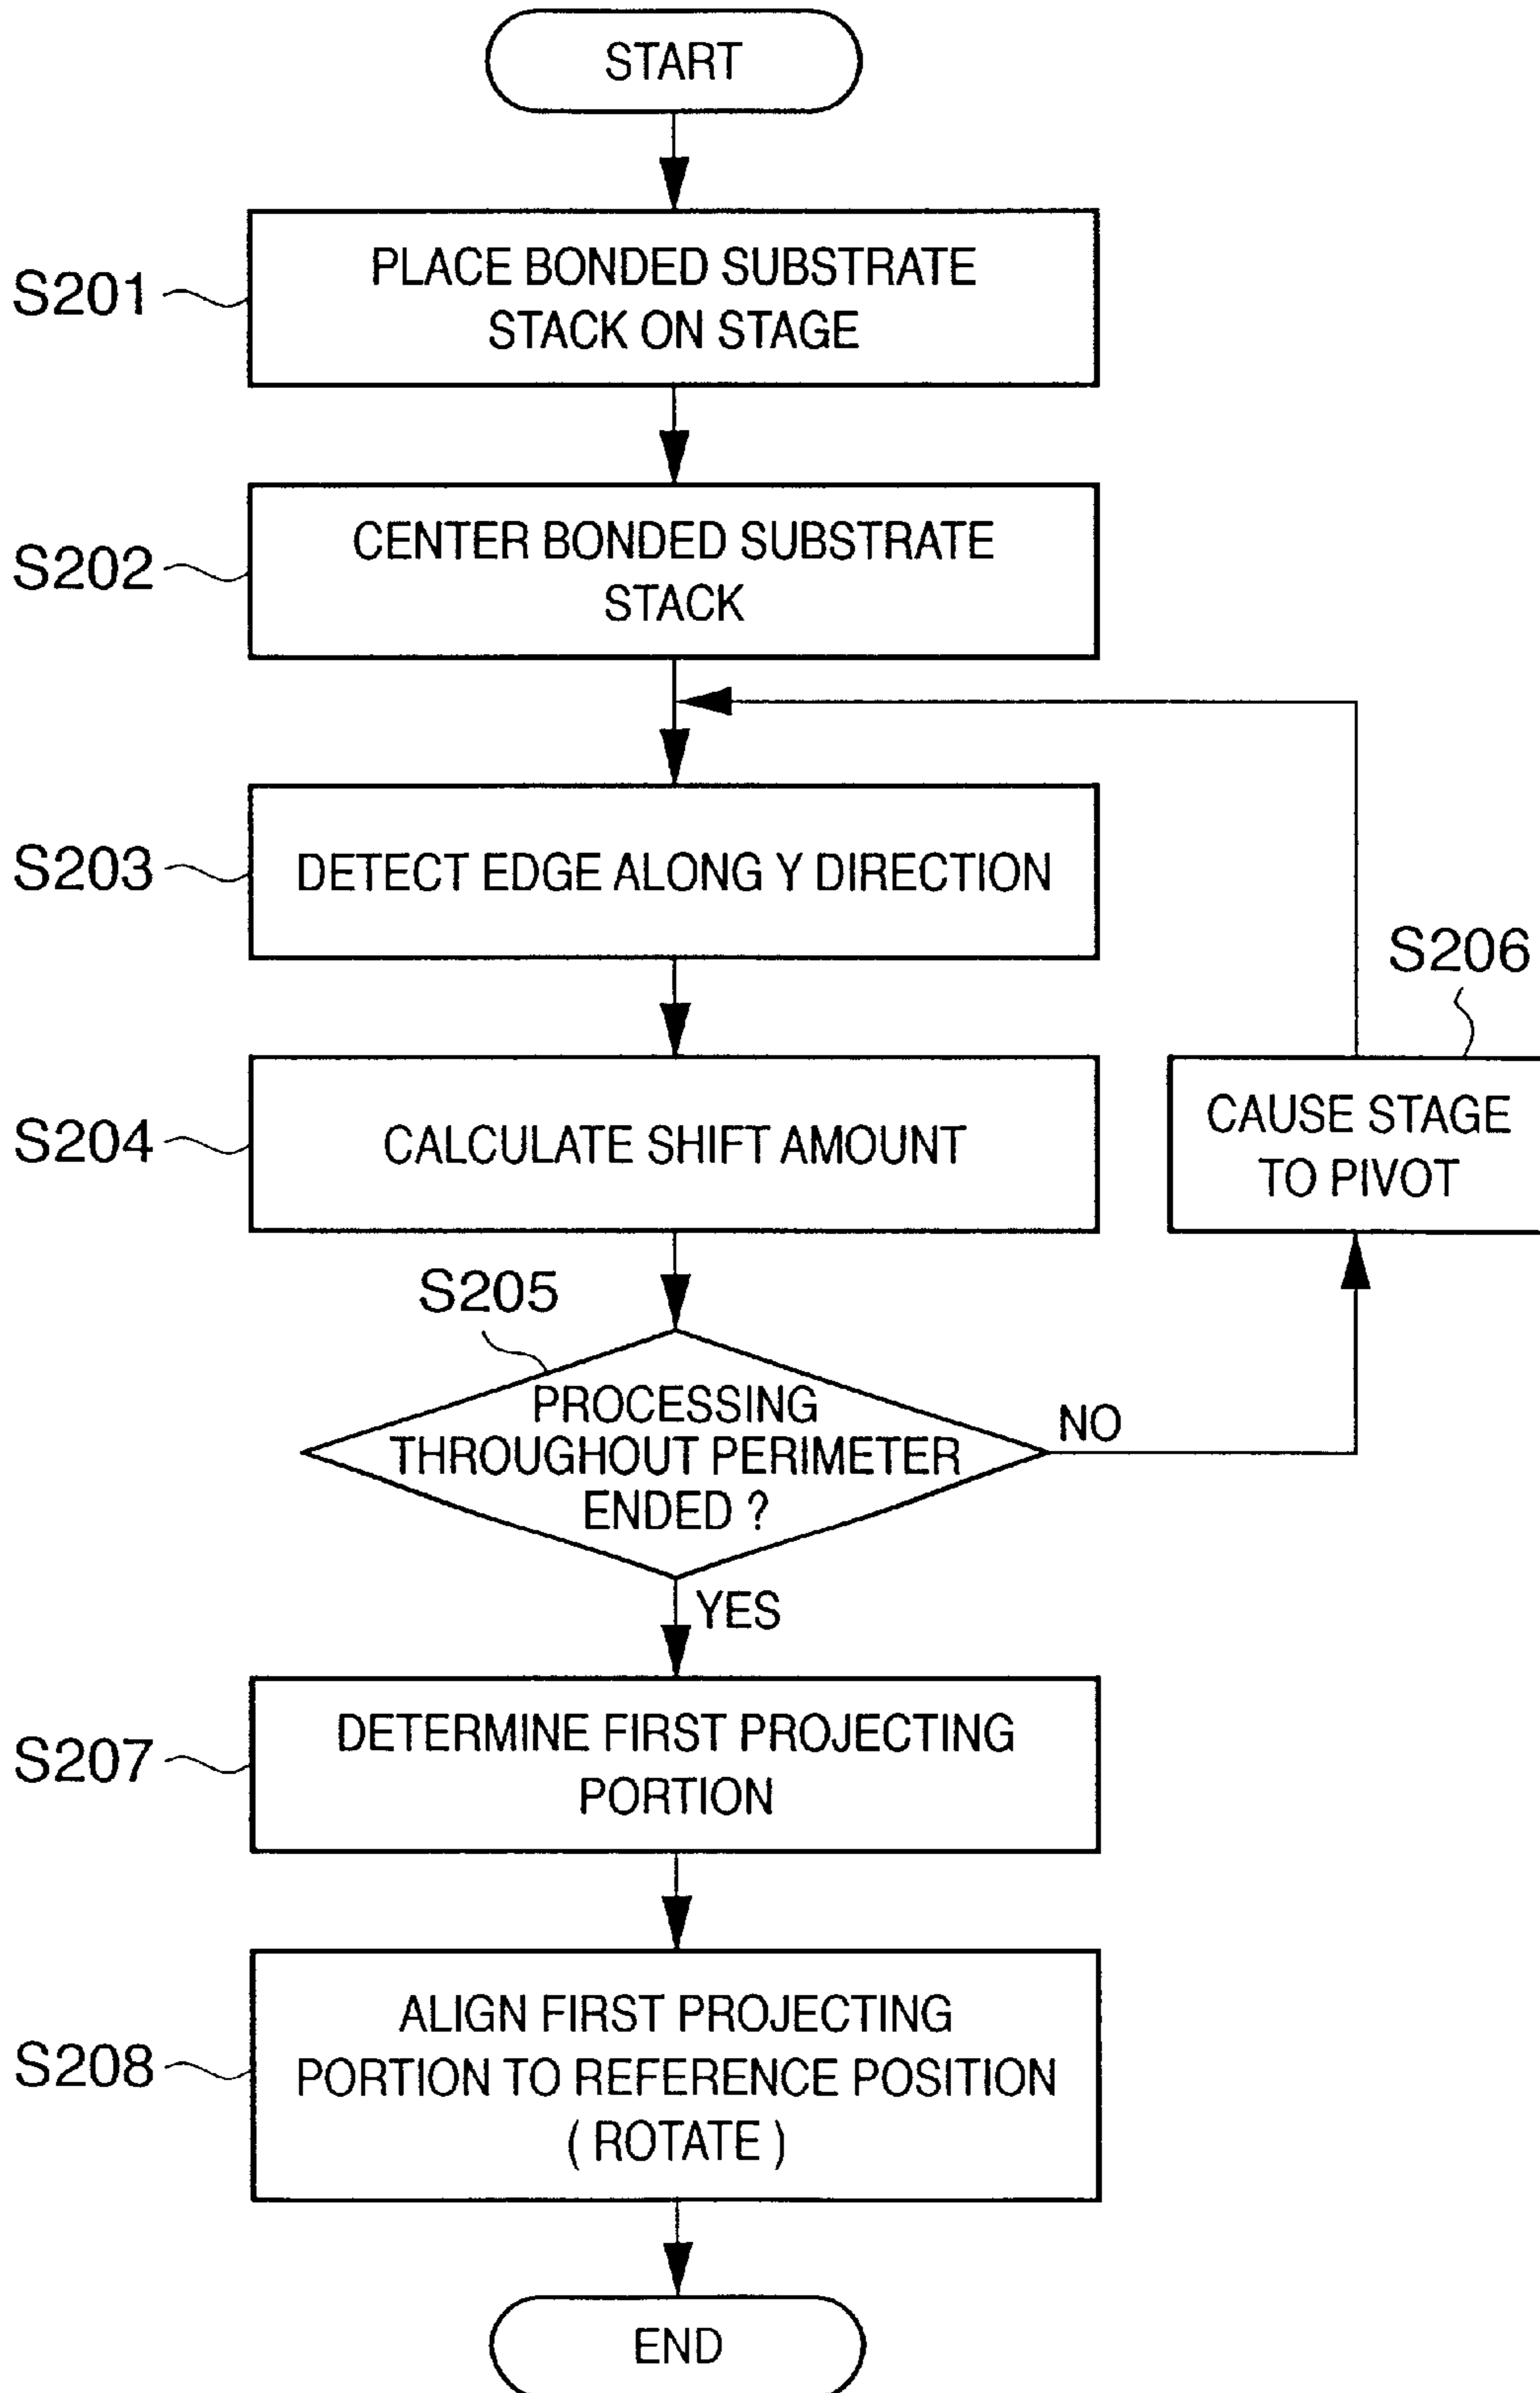 START
S201
PLACE BONDED SUBSTRATE
STACK ON STAGE
S202
CENTER BONDED SUBSTRATE
STACK
S203
DETECT EDGE ALONG Y DIRECTION
S206
CAUSE STAGE
TO PIVOT
S204
CALCULATE SHIFT AMOUNT
S205
PROCESSING
THROUGHOUT PERIMETER
ENDED ?
NO
YES
S207
DETERMINE FIRST PROJECTING
PORTION
S208
ALIGN FIRST PROJECTING
PORTION TO REFERENCE POSITION
( ROTATE )
END